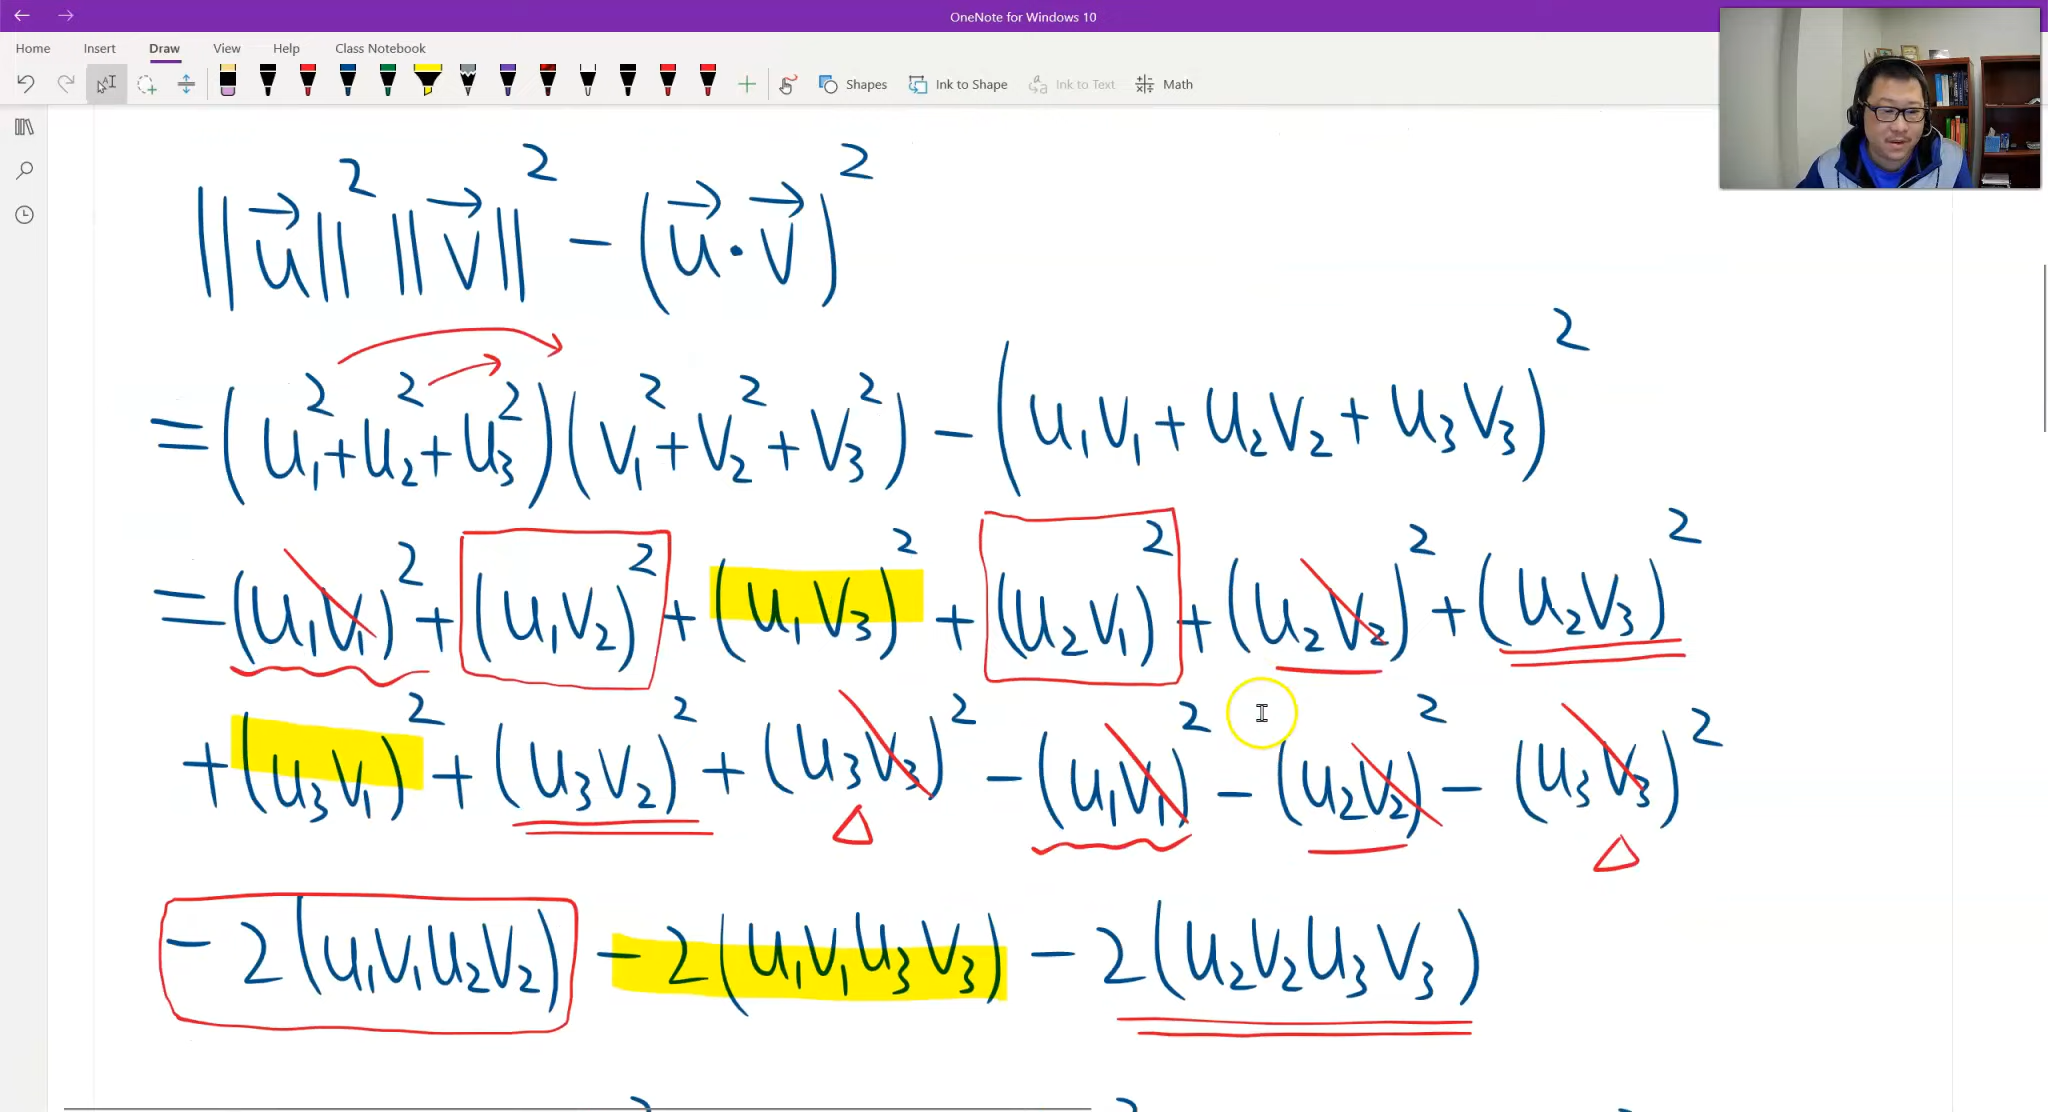 OneNote for Windows 10
Home Insert Draw View Help Class Notebook
Shapes Ink to Shape Ink to Text Math
||u⃗||² ||v⃗||² − (u⃗ · v⃗)²
= (u₁² + u₂² + u₃²)(v₁² + v₂² + v₃²) − (u₁v₁ + u₂v₂ + u₃v₃)²
= (u₁v₁)² + (u₁v₂)² + (u₁v₃)² + (u₂v₁)² + (u₂v₂)² + (u₂v₃)²
+ (u₃v₁)² + (u₃v₂)² + (u₃v₃)² − (u₁v₁)² − (u₂v₂)² − (u₃v₃)²
− 2(u₁v₁u₂v₂) − 2(u₁v₁u₃v₃) − 2(u₂v₂u₃v₃)